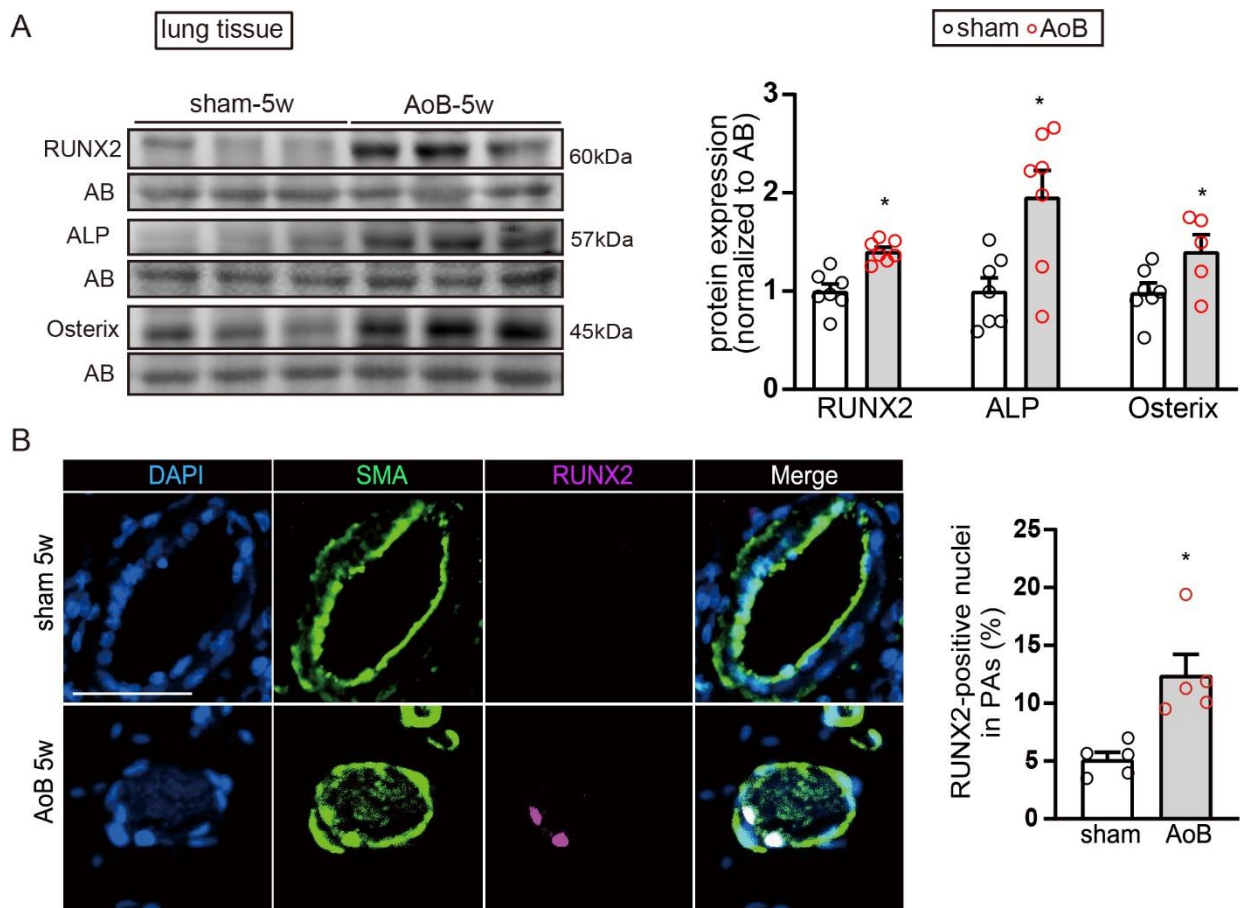 A
lung tissue
sham-5w AoB-5w
RUNX2 60kDa
AB
ALP 57kDa
AB
Osterix 45kDa
AB
sham AoB
protein expression
(normalized to AB)
3
2
1
0
* * *
RUNX2 ALP Osterix
B
DAPI SMA RUNX2 Merge
sham 5w
AoB 5w
RUNX2-positive nuclei
in PAs (%)
25
20
15
10
5
0
*
sham AoB